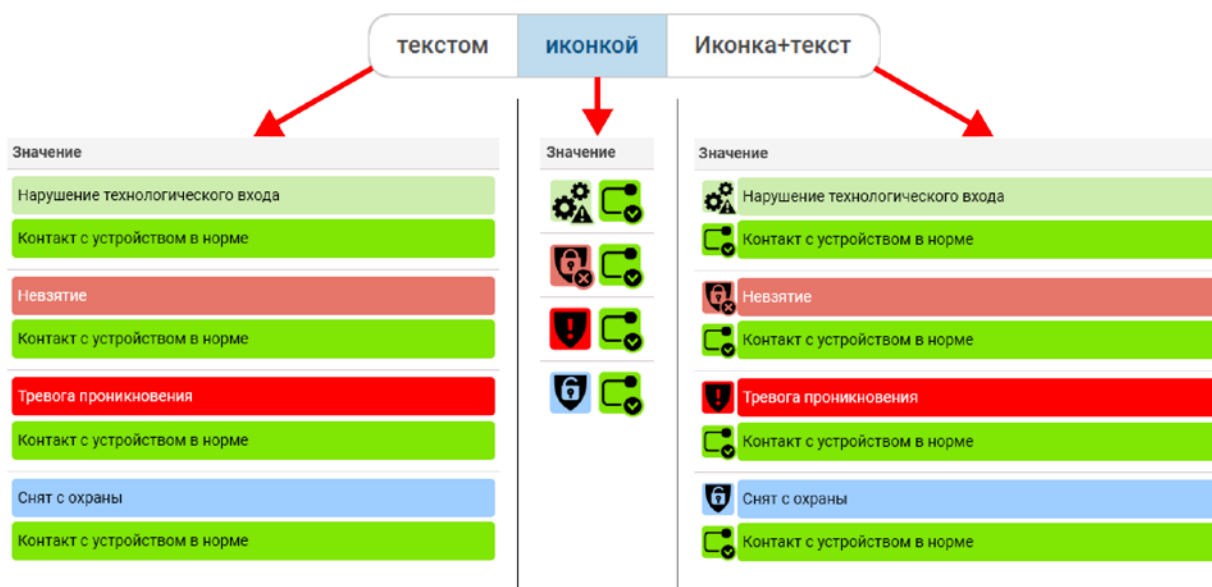 текстом
иконкой
Иконка+текст
Значение
Нарушение технологического входа
Контакт с устройством в норме
Невзятие
Контакт с устройством в норме
Тревога проникновения
Контакт с устройством в норме
Снят с охраны
Контакт с устройством в норме
Значение
Значение
Нарушение технологического входа
Контакт с устройством в норме
Невзятие
Контакт с устройством в норме
Тревога проникновения
Контакт с устройством в норме
Снят с охраны
Контакт с устройством в норме